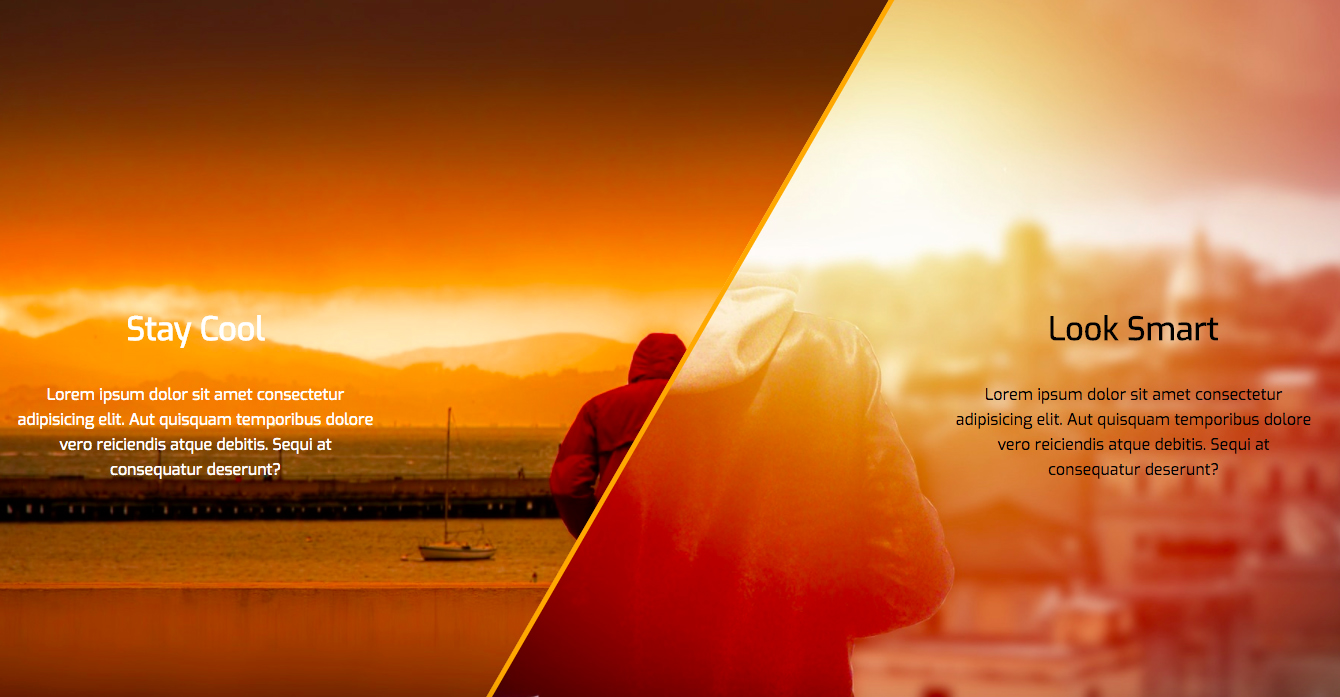 Stay Cool
Lorem ipsum dolor sit amet consectetur
adipisicing elit. Aut quisquam temporibus dolore
vero reiciendis atque debitis. Sequi at
consequatur deserunt?
Look Smart
Lorem ipsum dolor sit amet consectetur
adipisicing elit. Aut quisquam temporibus dolore
vero reiciendis atque debitis. Sequi at
consequatur deserunt?